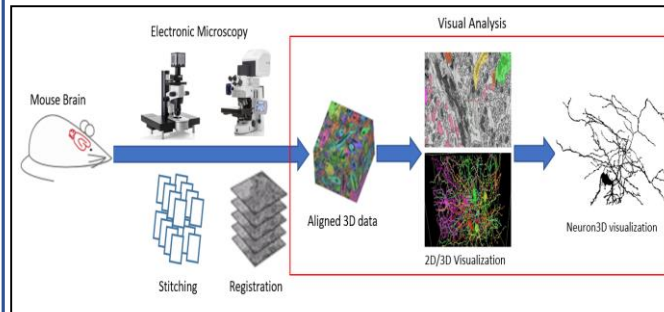 Visual Analysis
Electronic Microscopy
Mouse Brain
Aligned 3D data
2D/3D Visualization
Neuron3D visualization
Stitching
Registration